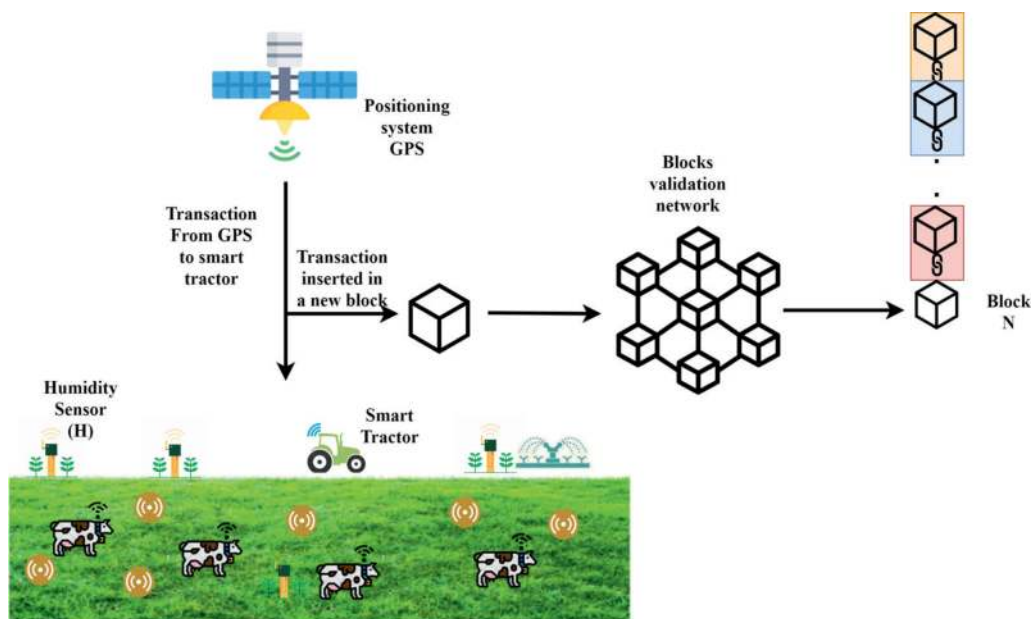 Positioning
system
GPS
Blocks
validation
network
Transaction
From GPS
to smart
tractor
Transaction
inserted in
a new block
Block
N
Humidity
Sensor
(H)
Smart
Tractor